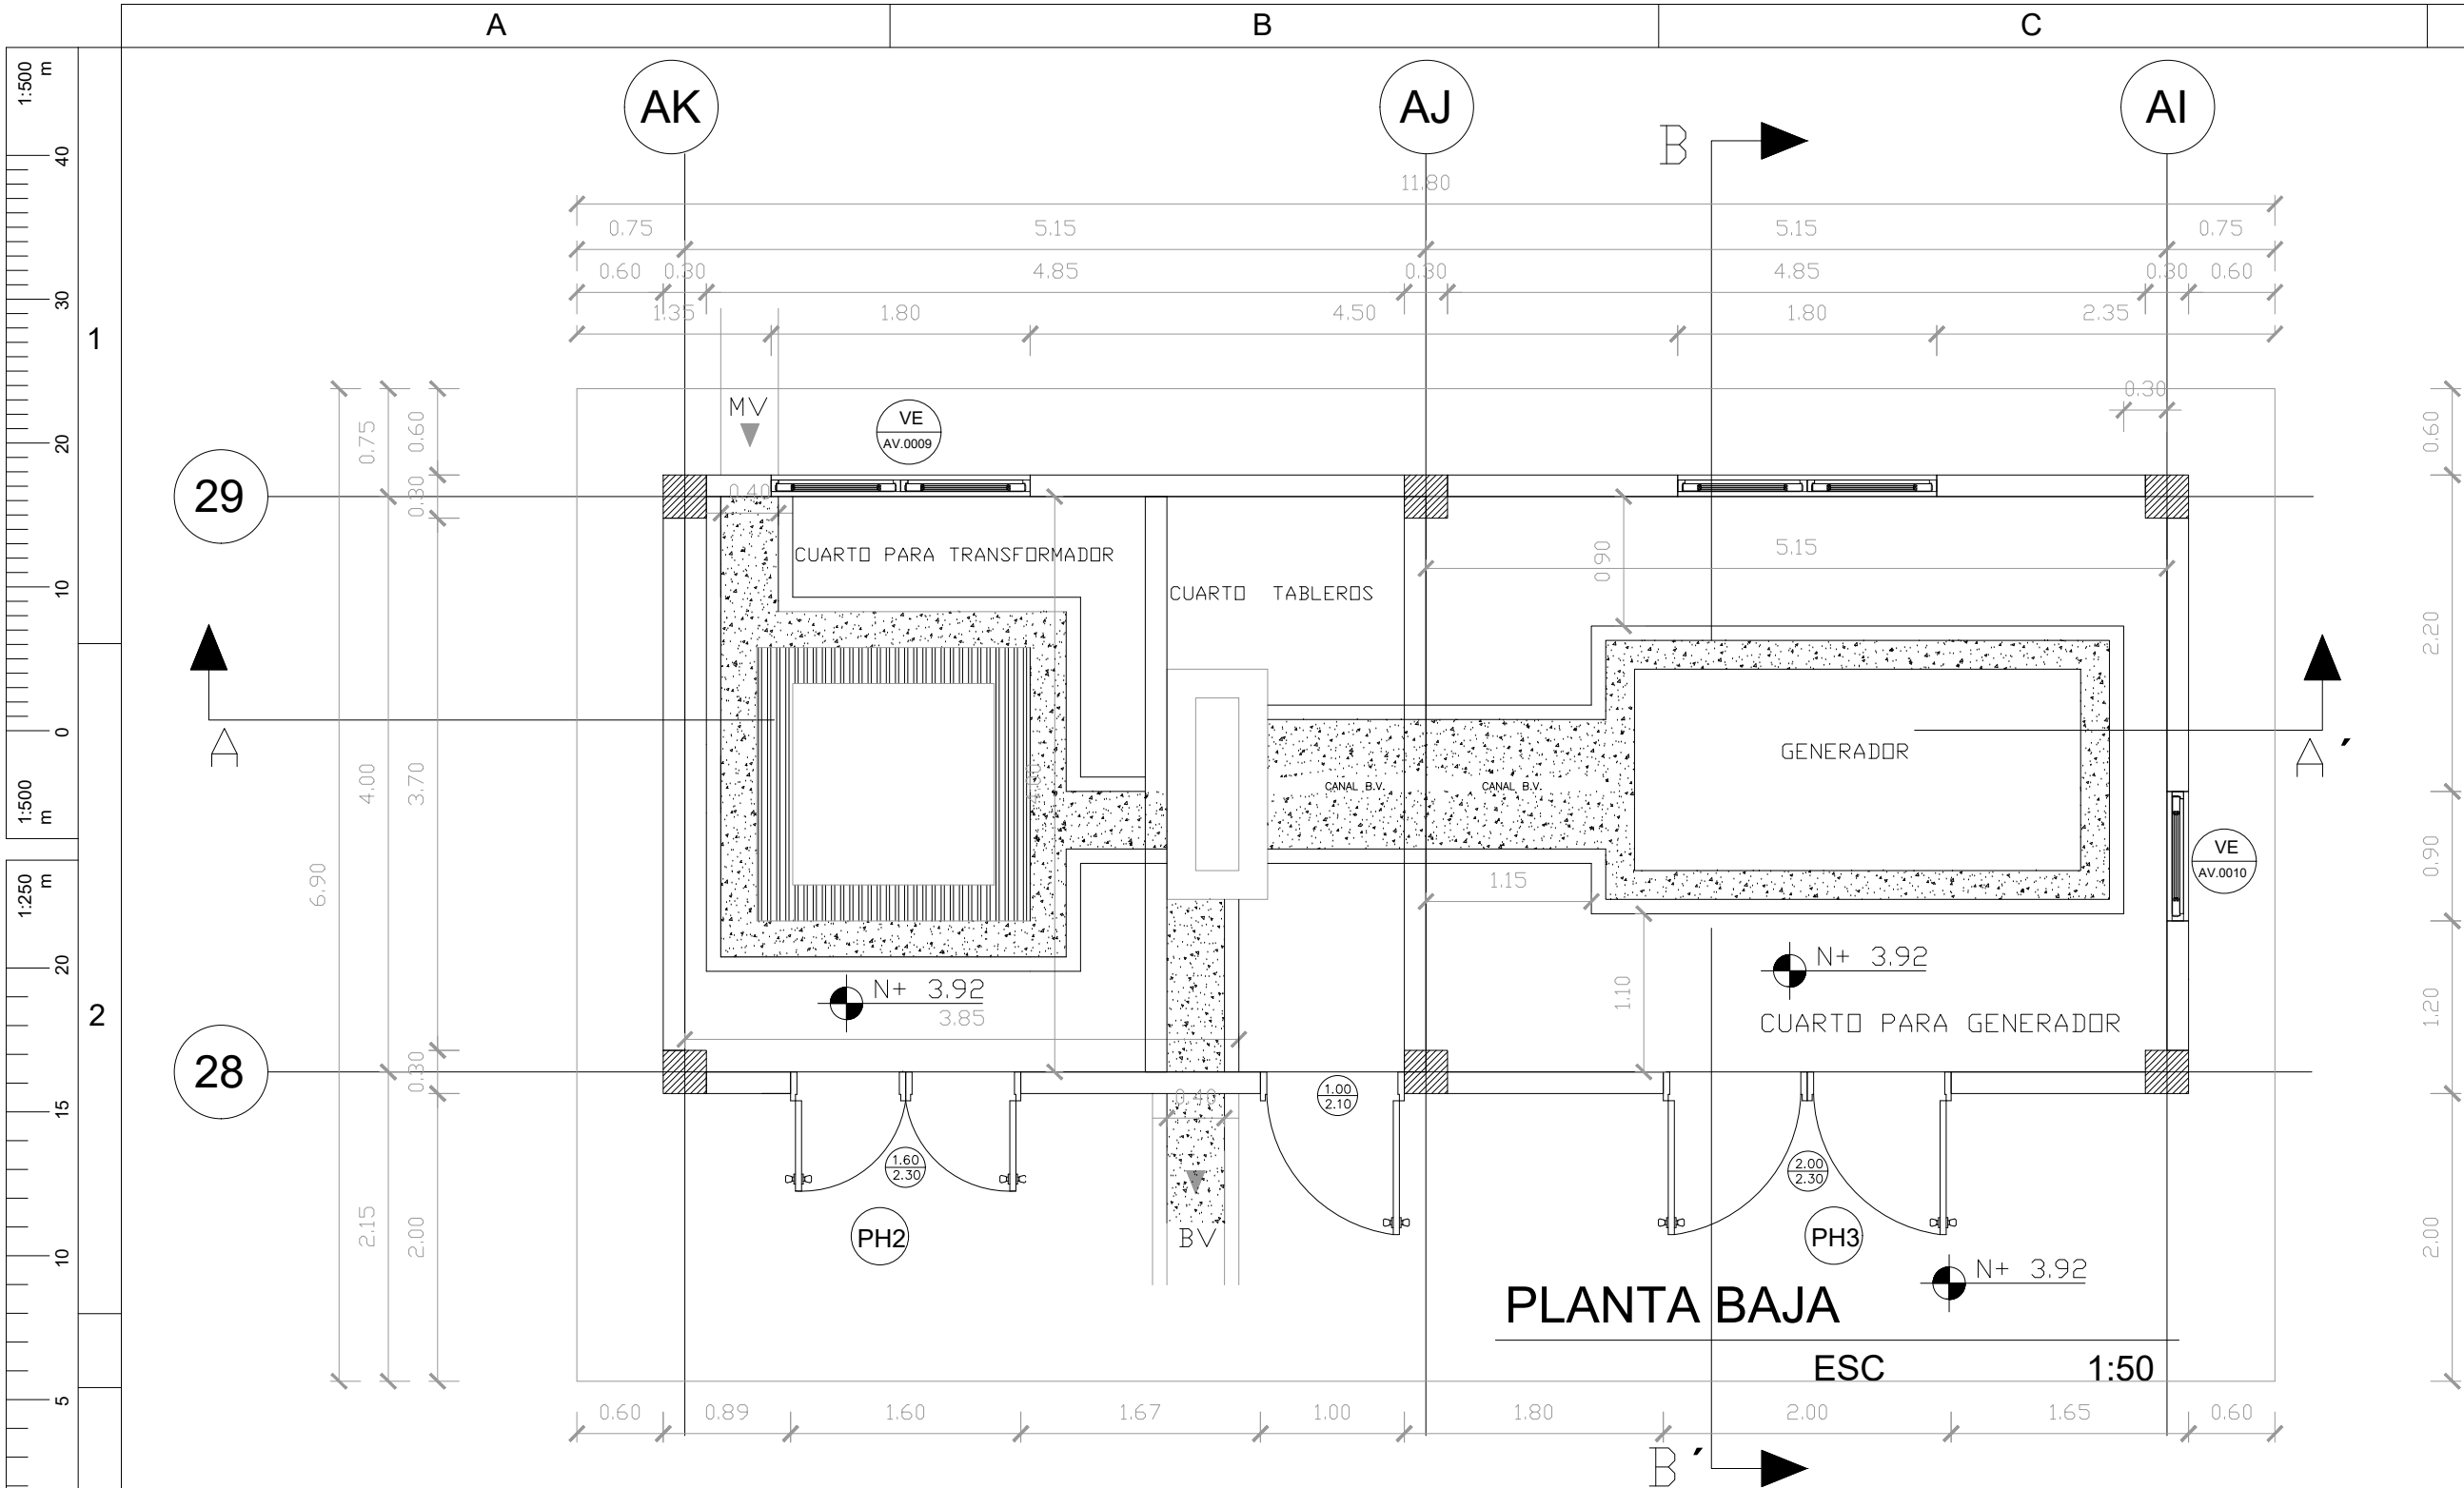 A B C
1:500 m
40
30
20
10
0
1:500 m
1:250 m
20
15
10
5
1
2
AK AJ AI
B
11.80
0.75 5.15 5.15 0.75
0.60 0.30 4.85 0.30 4.85 0.30 0.60
1.35 1.80 4.50 1.80 2.35
0.30
MV
VE
AV.0009
29
0.75 0.60
0.30
0.40
CUARTO PARA TRANSFORMADOR
CUARTO TABLEROS
5.15
0.90
0.60
2.20
A
A´
GENERADOR
CANAL B.V. CANAL B.V.
4.00 3.70
6.90
VE
AV.0010
0.90
1.15
N+ 3.92
3.85
1.10
N+ 3.92
CUARTO PARA GENERADOR
1.20
28
0.30
0.40
1.00
2.10
1.60
2.30
2.00
2.30
2.15 2.00
PH2
BV
PH3
2.00
N+ 3.92
PLANTA BAJA
ESC 1:50
0.60 0.89 1.60 1.67 1.00 1.80 2.00 1.65 0.60
B´